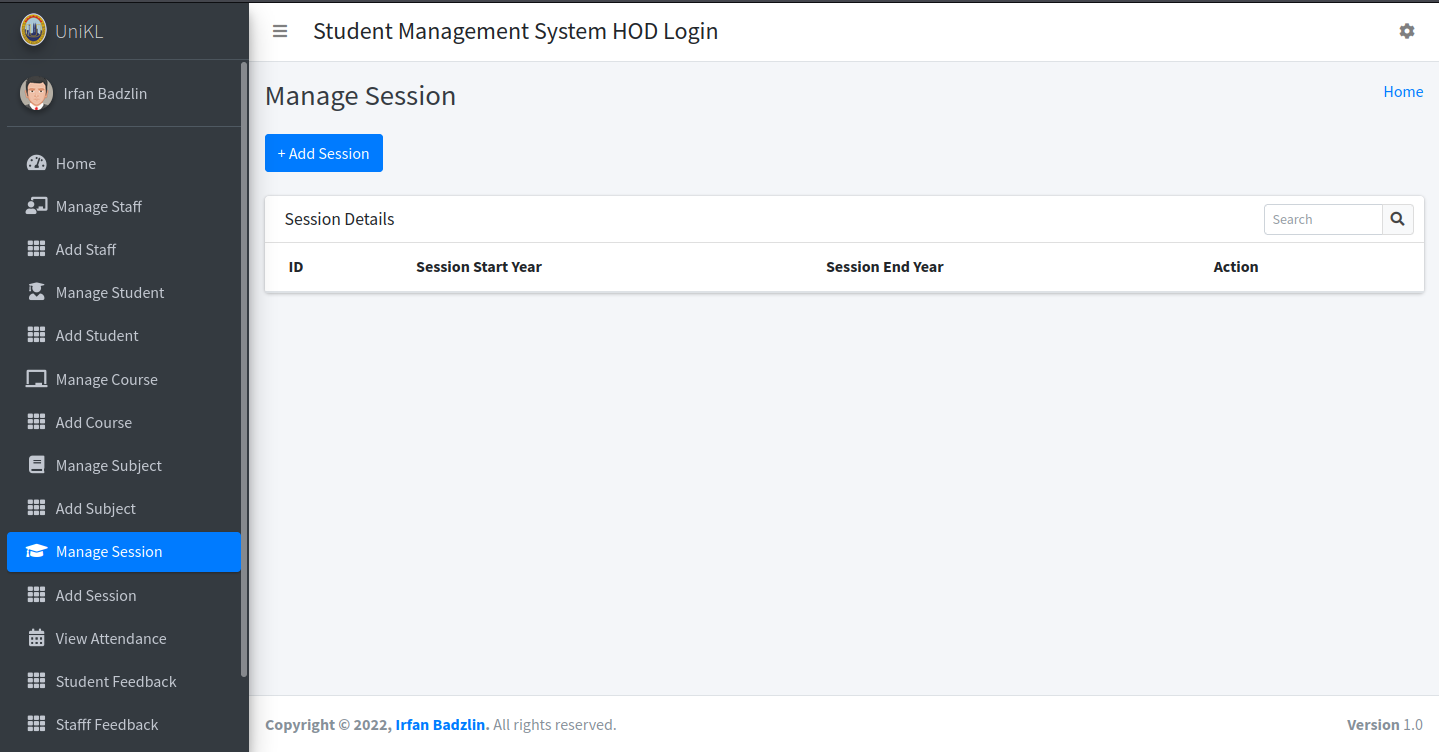 UniKL
Student Management System HOD Login
Irfan Badzlin
Manage Session
Home
+ Add Session
Home
Manage Staff
Add Staff
Manage Student
Add Student
Manage Course
Add Course
Manage Subject
Add Subject
Manage Session
Add Session
View Attendance
Student Feedback
Stafff Feedback
Session Details
Search
ID Session Start Year Session End Year Action
Copyright © 2022, Irfan Badzlin. All rights reserved.
Version 1.0